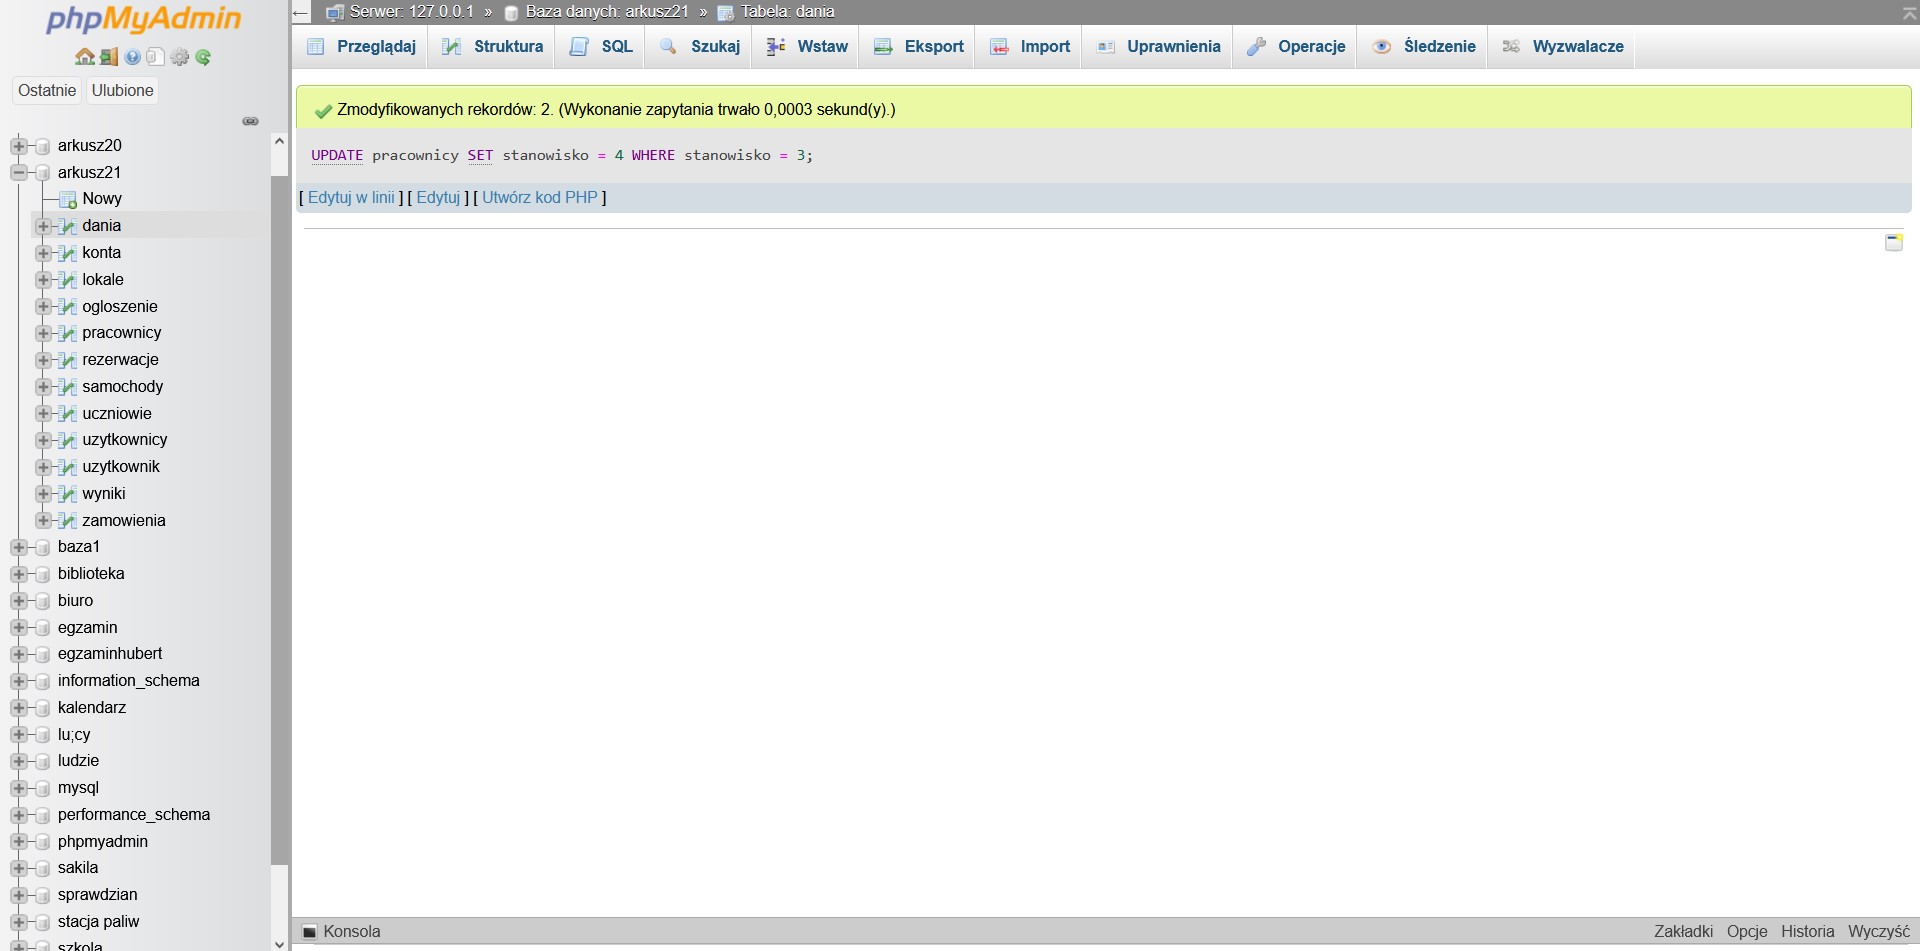 phpMyAdmin
Ostatnie Ulubione
arkusz20
arkusz21
Nowy
dania
konta
lokale
ogloszenie
pracownicy
rezerwacje
samochody
uczniowie
uzytkownicy
uzytkownik
wyniki
zamowienia
baza1
biblioteka
biuro
egzamin
egzaminhubert
information_schema
kalendarz
lu;cy
ludzie
mysql
performance_schema
phpmyadmin
sakila
sprawdzian
stacja paliw
szkola
Serwer: 127.0.0.1 » Baza danych: arkusz21 » Tabela: dania
Przeglądaj Struktura SQL Szukaj Wstaw Eksport Import Uprawnienia Operacje Śledzenie Wyzwalacze
Zmodyfikowanych rekordów: 2. (Wykonanie zapytania trwało 0,0003 sekund(y).)
UPDATE pracownicy SET stanowisko = 4 WHERE stanowisko = 3;
[ Edytuj w linii ] [ Edytuj ] [ Utwórz kod PHP ]
Konsola Zakładki Opcje Historia Wyczyść